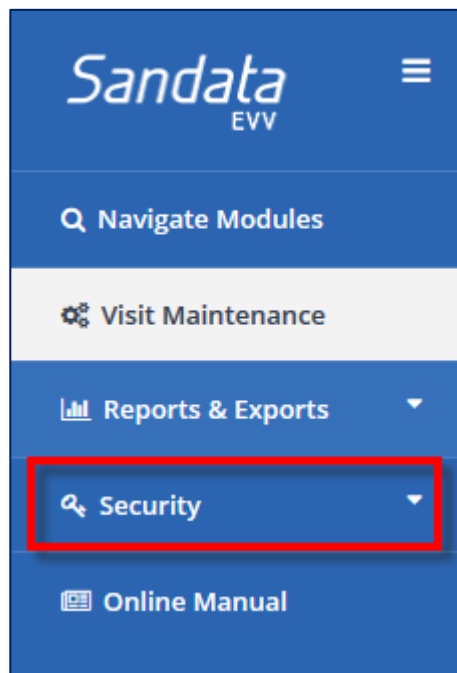 Sandata
EVV
Navigate Modules
Visit Maintenance
Reports & Exports
Security
Online Manual